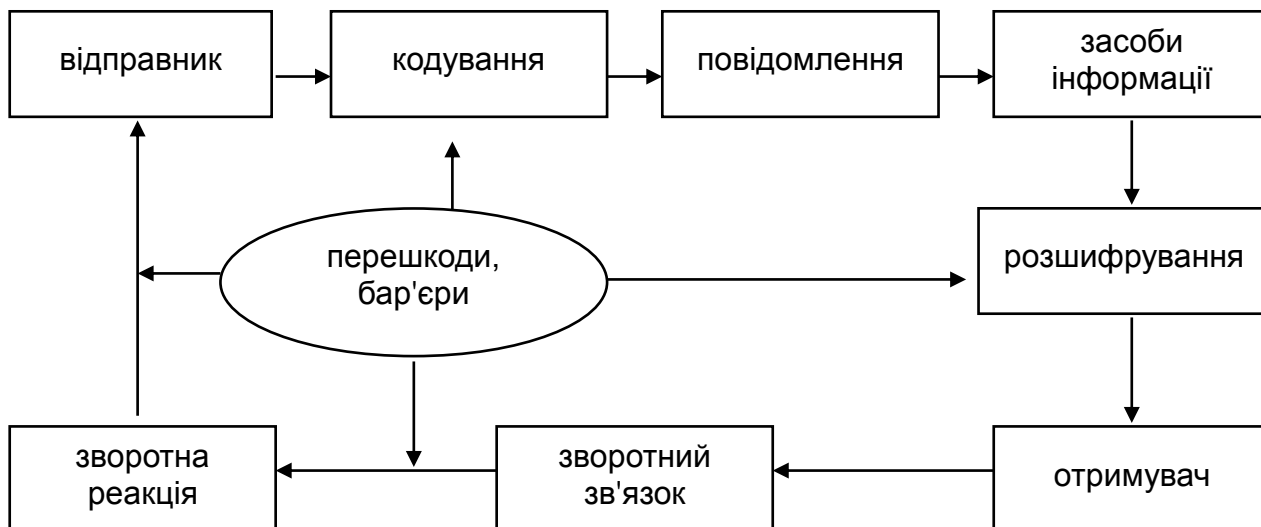 відправник
кодування
повідомлення
засоби
інформації
перешкоди,
бар'єри
розшифрування
зворотна
реакція
зворотний
зв'язок
отримувач